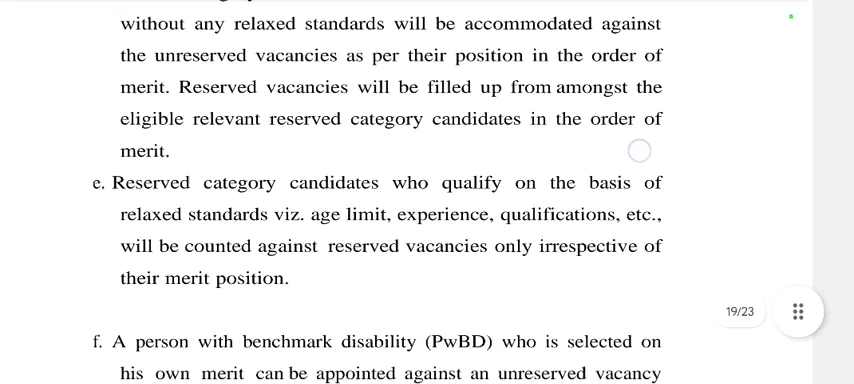 without any relaxed standards will be accommodated against
the unreserved vacancies as per their position in the order of
merit. Reserved vacancies will be filled up from amongst the
eligible relevant reserved category candidates in the order of
merit.
e. Reserved category candidates who qualify on the basis of
relaxed standards viz. age limit, experience, qualifications, etc.,
will be counted against reserved vacancies only irrespective of
their merit position.
19/23
f. A person with benchmark disability (PwBD) who is selected on
his own merit can be appointed against an unreserved vacancy